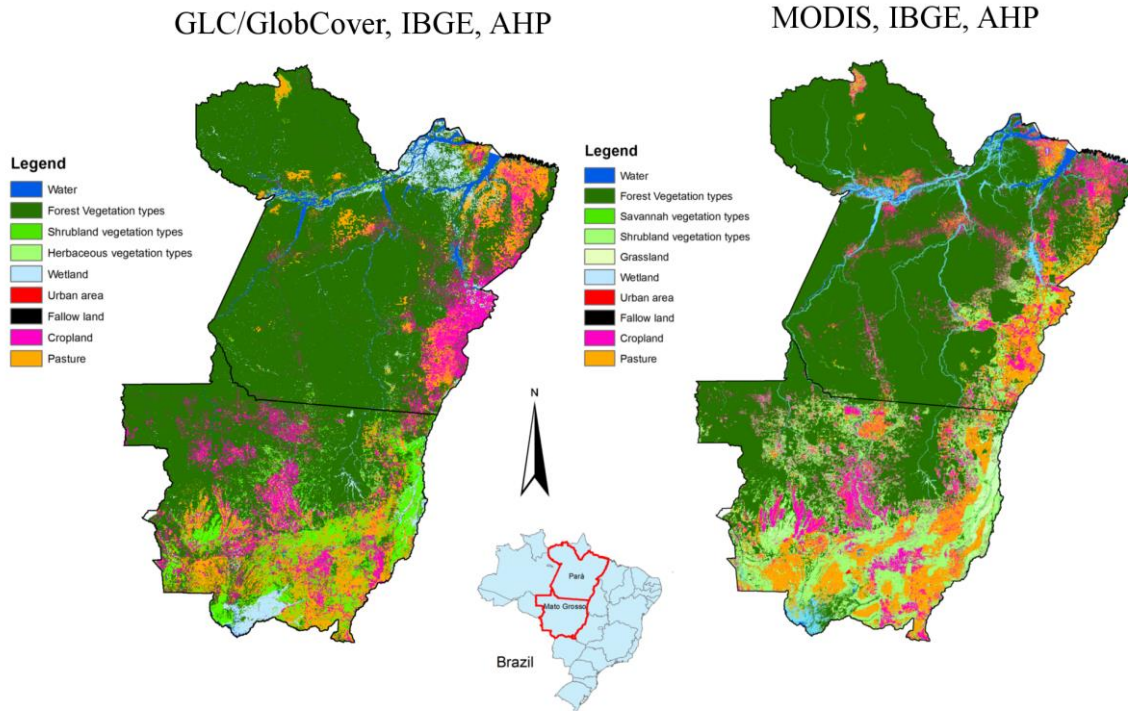 GLC/GlobCover, IBGE, AHP
MODIS, IBGE, AHP
Legend
Water
Forest Vegetation types
Shrubland vegetation types
Herbaceous vegetation types
Wetland
Urban area
Fallow land
Cropland
Pasture
Legend
Water
Forest Vegetation types
Savannah vegetation types
Shrubland vegetation types
Grassland
Wetland
Urban area
Fallow land
Cropland
Pasture
N
Pará
Mato Grosso
Brazil